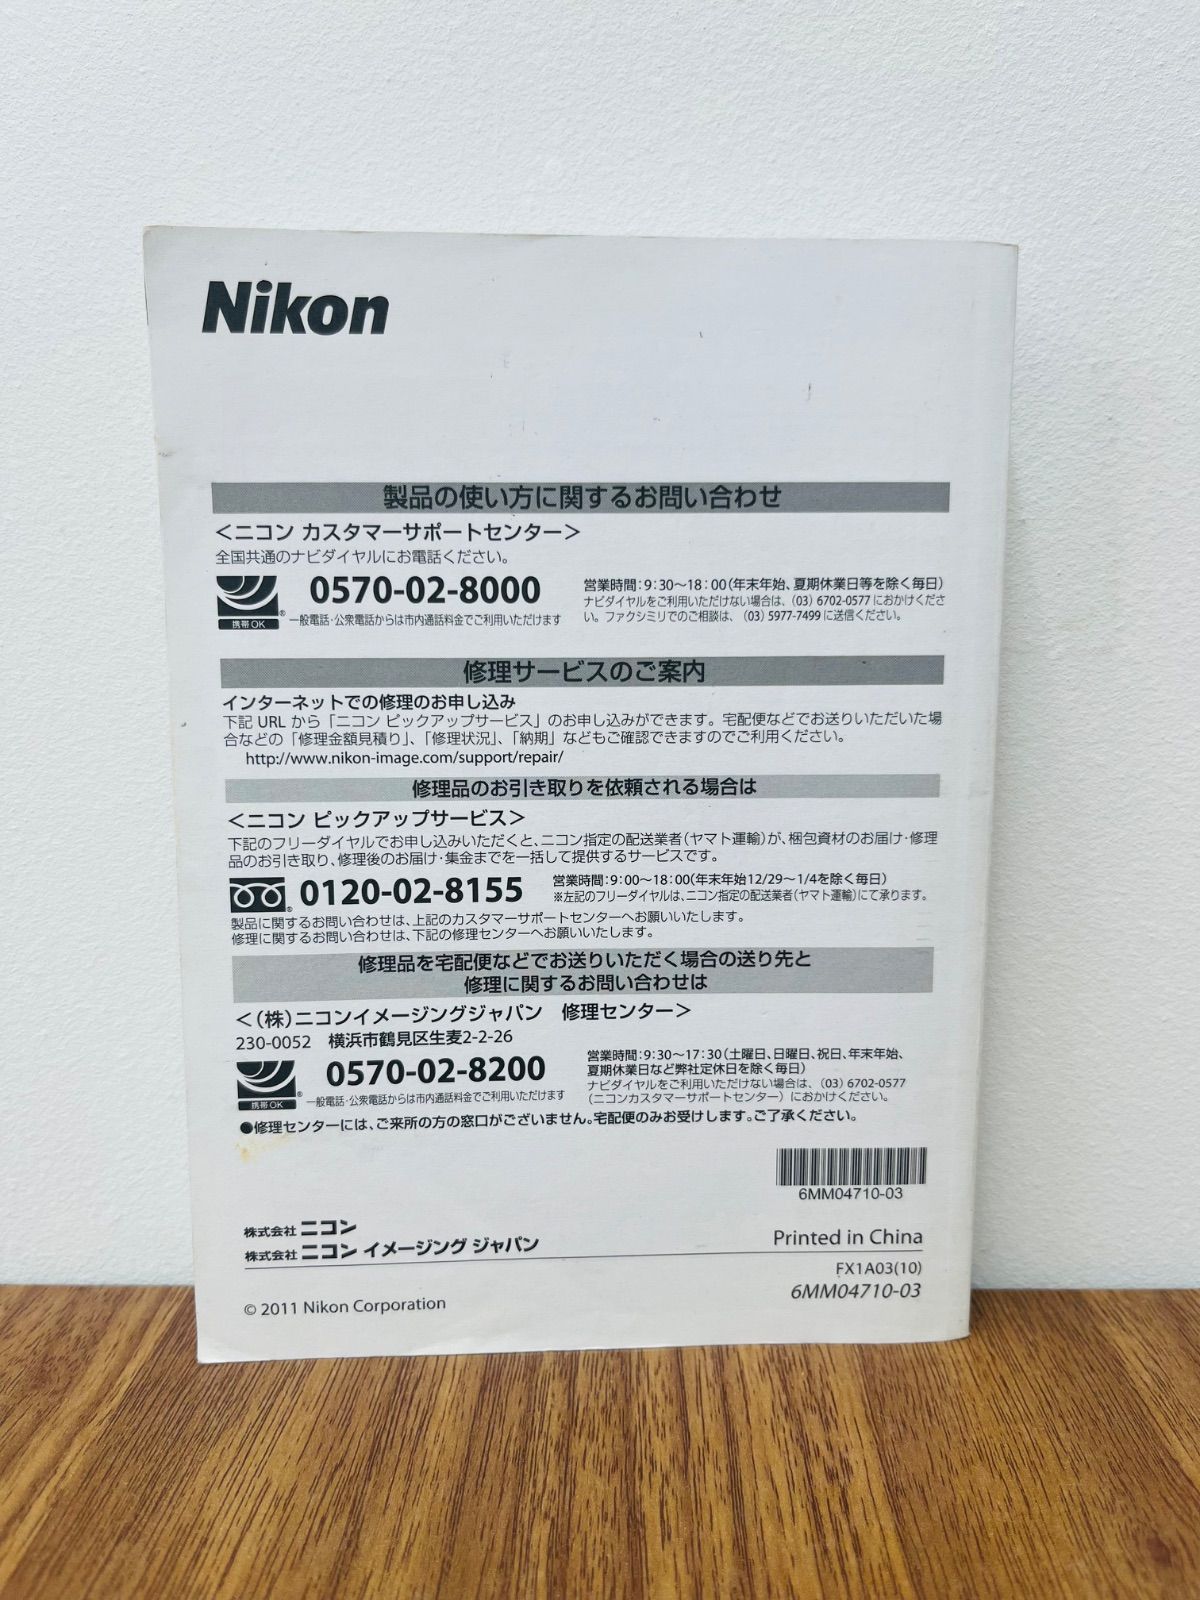 Nikon
製品の使い方に関するお問い合わせ
＜ニコン カスタマーサポートセンター＞
全国共通のナビダイヤルにお電話ください。
0570-02-8000
一般電話・公衆電話からは市内通話料金でご利用いただけます
携帯OK
営業時間：9：30～18：00（年末年始、夏期休業日等を除く毎日）
ナビダイヤルをご利用いただけない場合は、（03）6702-0577 におかけくださ
い。ファクシミリでのご相談は、（03）5977-7499 に送信ください。
修理サービスのご案内
インターネットでの修理のお申し込み
下記 URL から「ニコン ピックアップサービス」のお申し込みができます。宅配便などでお送りいただいた場
合などの「修理金額見積り」、「修理状況」、「納期」などもご確認できますのでご利用ください。
http://www.nikon-image.com/support/repair/
修理品のお引き取りを依頼される場合は
＜ニコン ピックアップサービス＞
下記のフリーダイヤルでお申し込みいただくと、ニコン指定の配送業者（ヤマト運輸）が、梱包資材のお届け・修理
品のお引き取り、修理後のお届け・集金までを一括して提供するサービスです。
0120-02-8155
営業時間：9：00～18：00（年末年始12/29～1/4を除く毎日）
※左記のフリーダイヤルは、ニコン指定の配送業者（ヤマト運輸）にて承ります。
製品に関するお問い合わせは、上記のカスタマーサポートセンターへお願いいたします。
修理に関するお問い合わせは、下記の修理センターへお願いいたします。
修理品を宅配便などでお送りいただく場合の送り先と
修理に関するお問い合わせは
＜（株）ニコンイメージングジャパン　修理センター＞
230-0052　横浜市鶴見区生麦2-2-26
0570-02-8200
一般電話・公衆電話からは市内通話料金でご利用いただけます
携帯OK
営業時間：9：30～17：30（土曜日、日曜日、祝日、年末年始、
夏期休業日など弊社定休日を除く毎日）
ナビダイヤルをご利用いただけない場合は、（03）6702-0577
（ニコンカスタマーサポートセンター）におかけください。
●修理センターには、ご来所の方の窓口がございません。宅配便のみお受けします。ご了承ください。
6MM04710-03
株式会社 ニコン
株式会社 ニコン イメージング ジャパン
Printed in China
FX1A03(10)
6MM04710-03
© 2011 Nikon Corporation